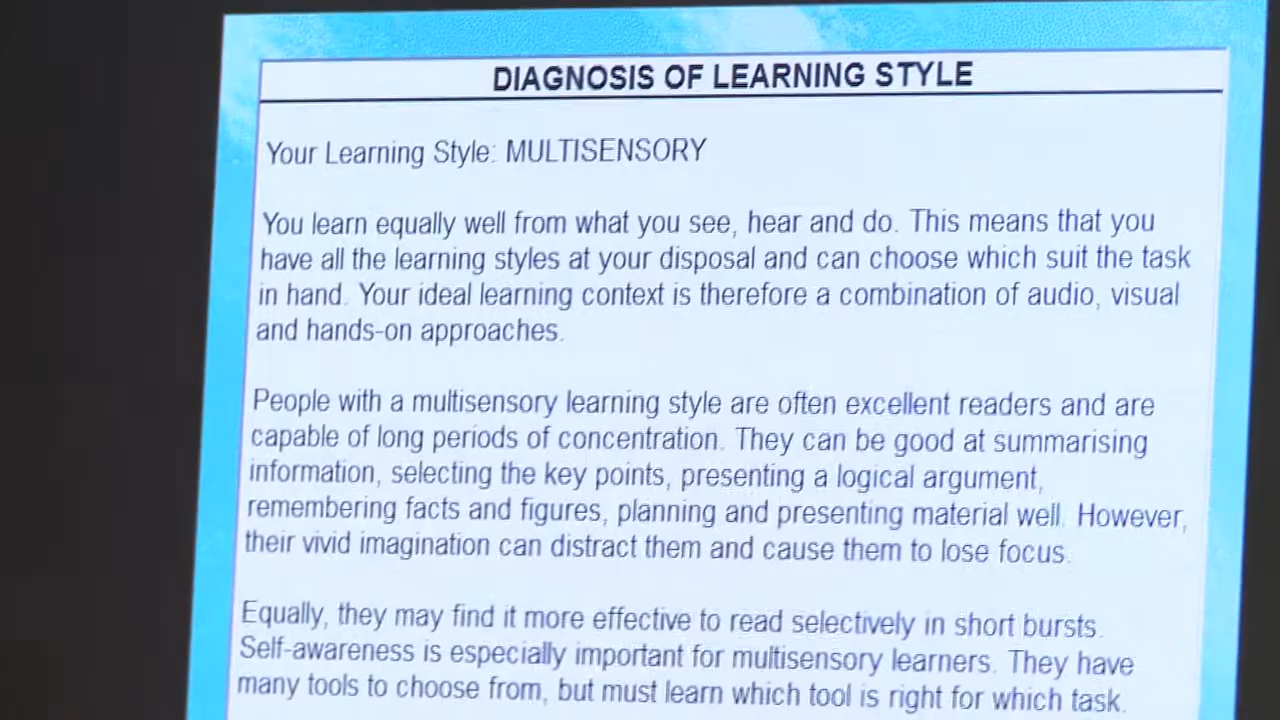 DIAGNOSIS OF LEARNING STYLE
Your Learning Style: MULTISENSORY
You learn equally well from what you see, hear and do. This means that you
have all the learning styles at your disposal and can choose which suit the task
in hand. Your ideal learning context is therefore a combination of audio, visual
and hands-on approaches.
People with a multisensory learning style are often excellent readers and are
capable of long periods of concentration. They can be good at summarising
information, selecting the key points, presenting a logical argument,
remembering facts and figures, planning and presenting material well. However,
their vivid imagination can distract them and cause them to lose focus.
Equally, they may find it more effective to read selectively in short bursts.
Self-awareness is especially important for multisensory learners. They have
many tools to choose from, but must learn which tool is right for which task.